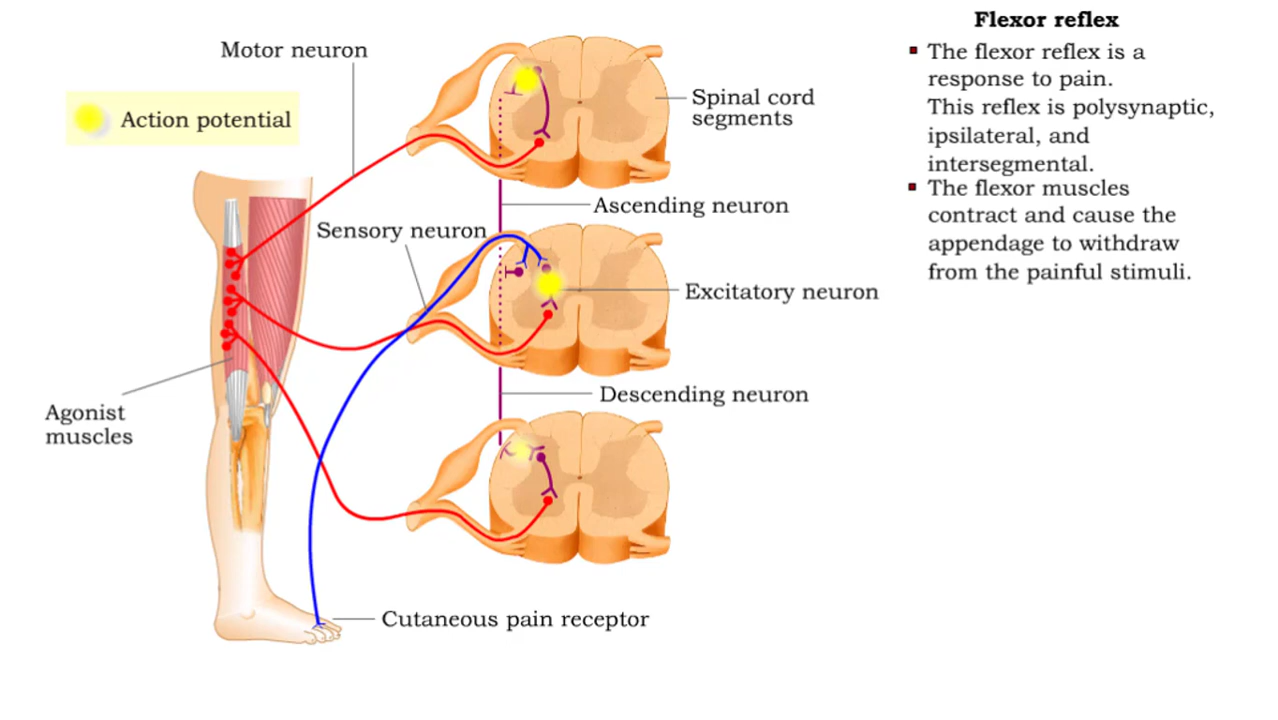 Flexor reflex
▪ The flexor reflex is a
response to pain.
This reflex is polysynaptic,
ipsilateral, and
intersegmental.
▪ The flexor muscles
contract and cause the
appendage to withdraw
from the painful stimuli.
Motor neuron
Action potential
Spinal cord
segments
Ascending neuron
Sensory neuron
Excitatory neuron
Descending neuron
Agonist
muscles
Cutaneous pain receptor